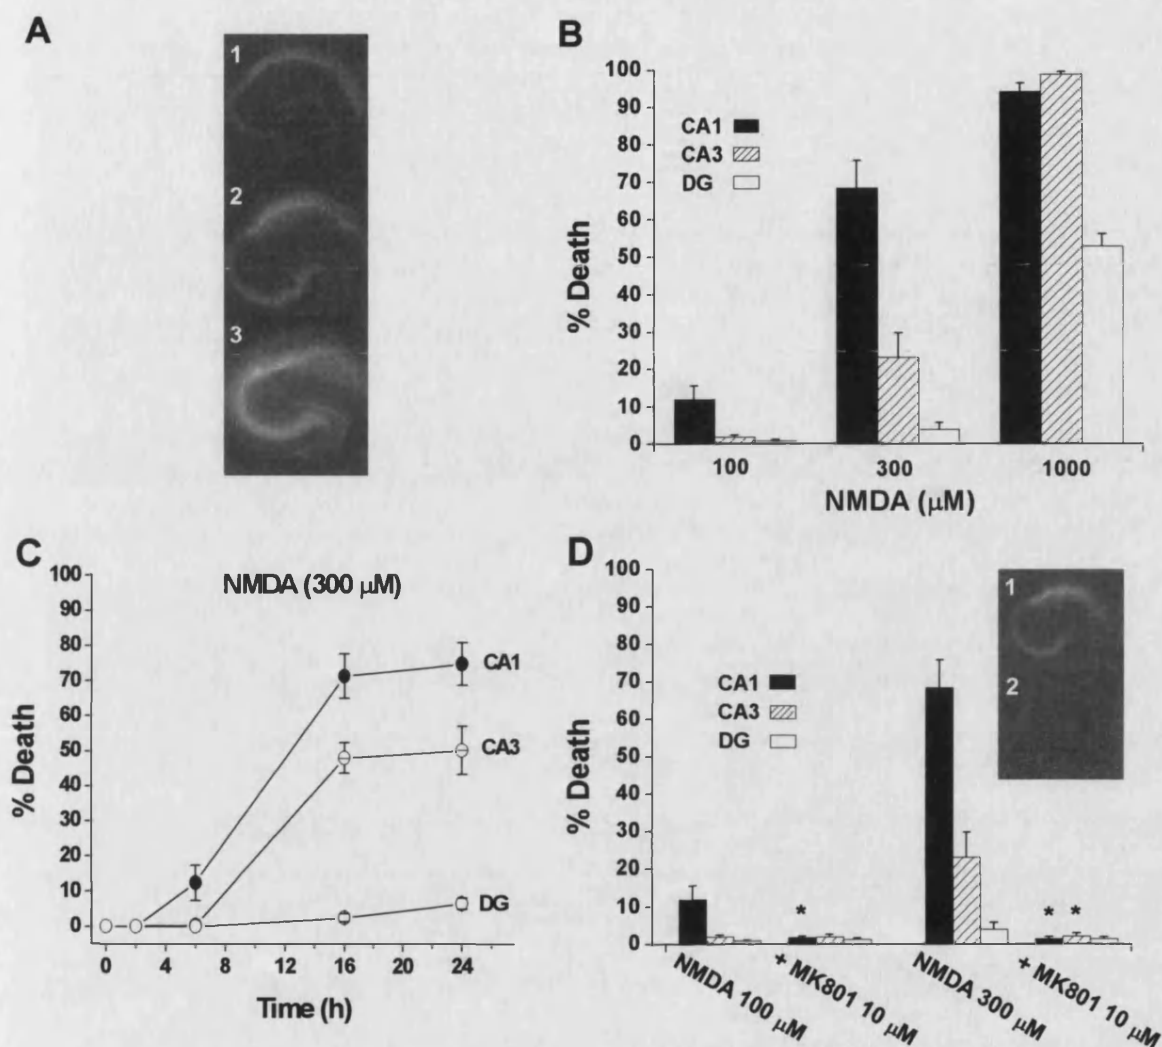 A
1
2
3
B
100
90
80
70
60
50
40
30
20
10
0
% Death
CA1
CA3
DG
100 300 1000
NMDA (µM)
C
NMDA (300 µM)
100
90
80
70
60
50
40
30
20
10
0
% Death
CA1
CA3
DG
0 4 8 12 16 20 24
Time (h)
D
100
90
80
70
60
50
40
30
20
10
0
% Death
CA1
CA3
DG
1
2
*
* *
NMDA 100 µM
+ MK801 10 µM
NMDA 300 µM
+ MK801 10 µM